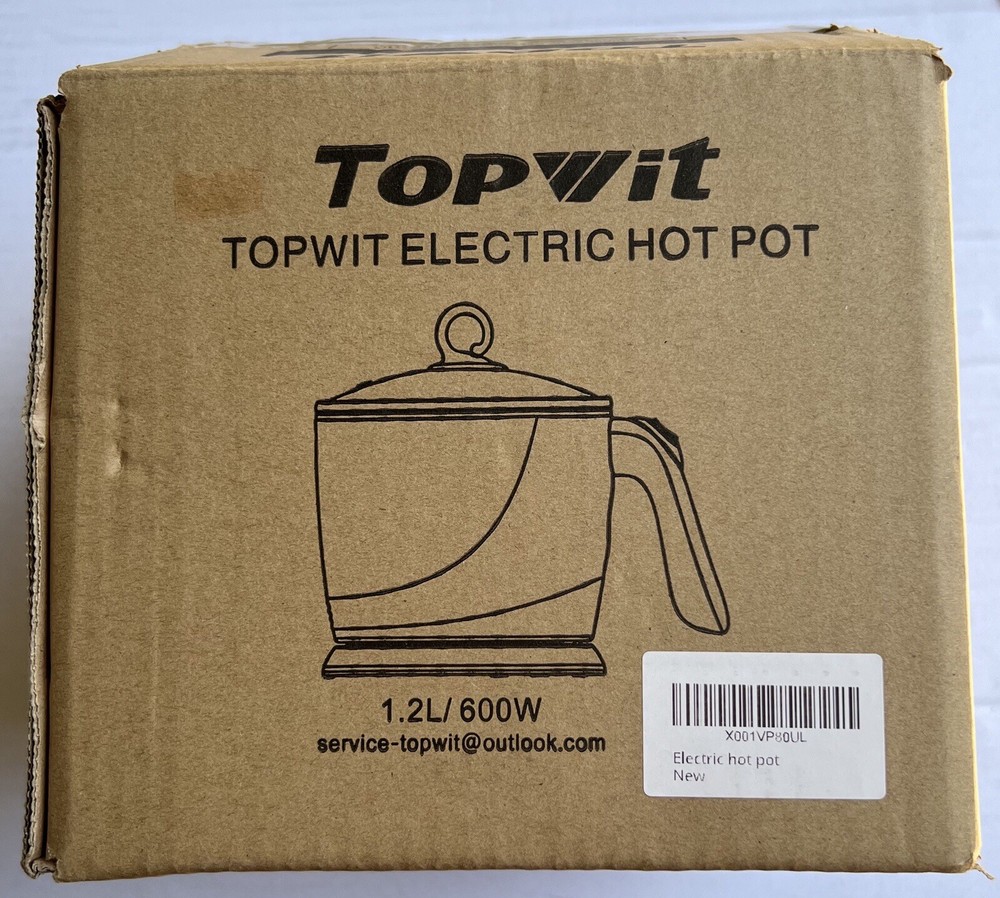 Topwit
TOPWIT ELECTRIC HOT POT
1.2L/ 600W
service-topwit@outlook.com
X001VP80UL
Electric hot pot
New